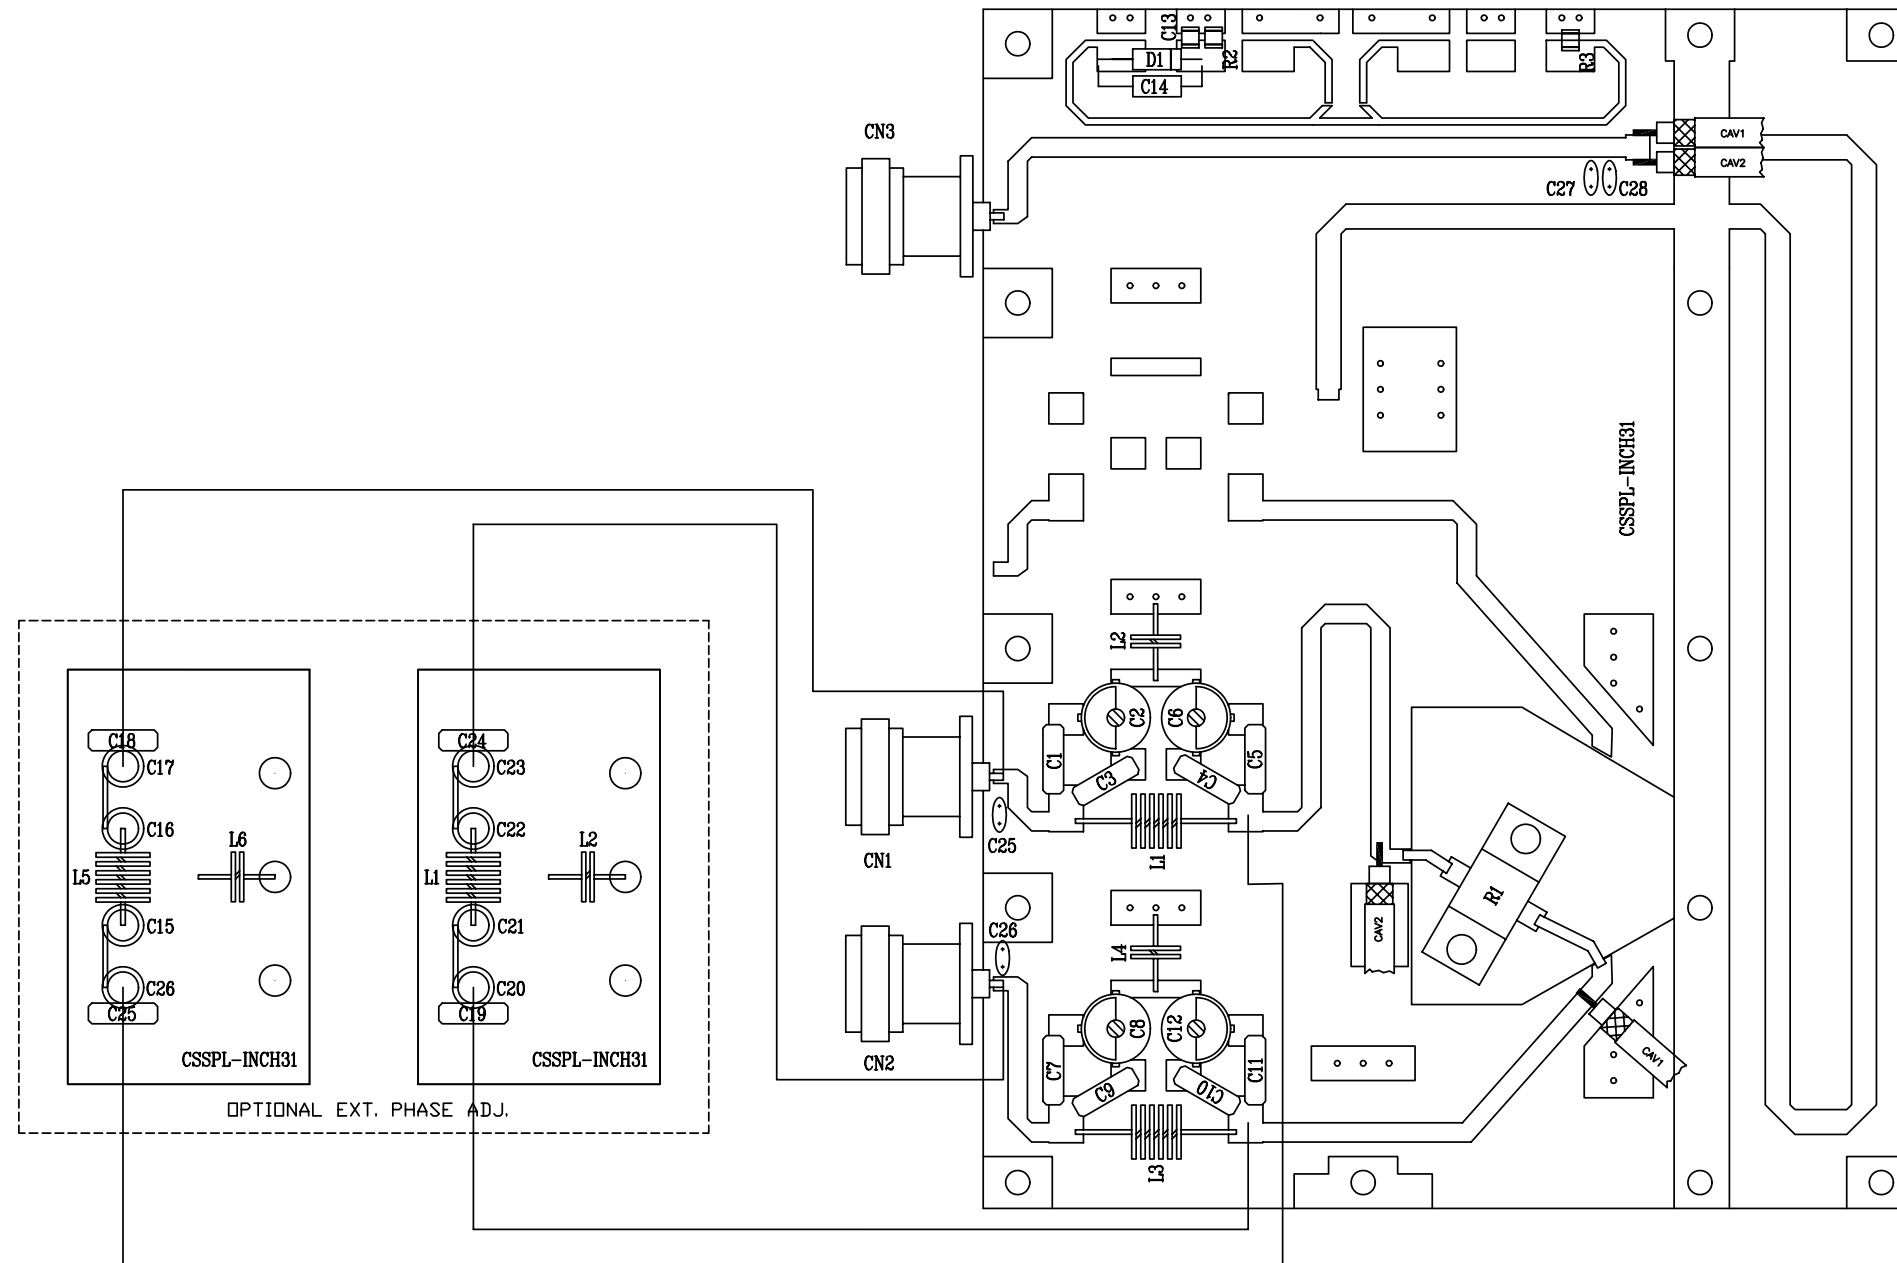 C13
D1
R2
R3
C14
CN3
CAV1
CAV2
C27
C28
CSSPL-INCH31
L2
C2
C6
C18
C24
C17
C23
C1
C5
C3
C4
C16
C22
C25
L6
L2
CN1
L1
L5
L1
R1
C15
C21
CAV2
C26
L4
C26
C20
C25
C19
C8
C12
CSSPL-INCH31
CSSPL-INCH31
CN2
C7
C11
CAV1
C9
C10
OPTIONAL EXT. PHASE ADJ.
L3